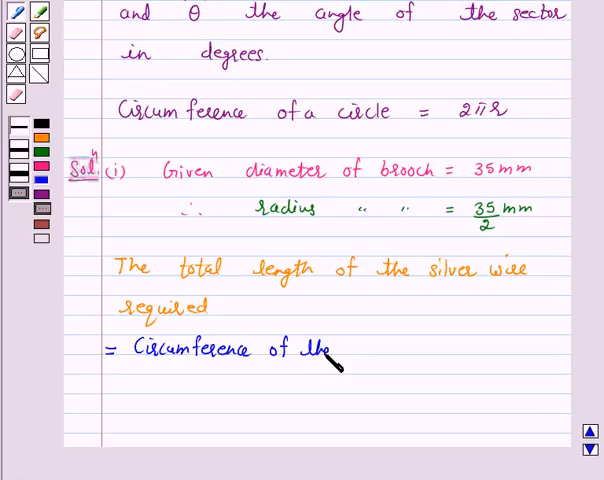 and θ the angle of the sector
in degrees.
Circumference of a circle = 2πr
Solⁿ. (i) Given diameter of brooch = 35 mm
∴ radius " " = 35/2 mm
The total length of the silver wire
required
= Circumference of the